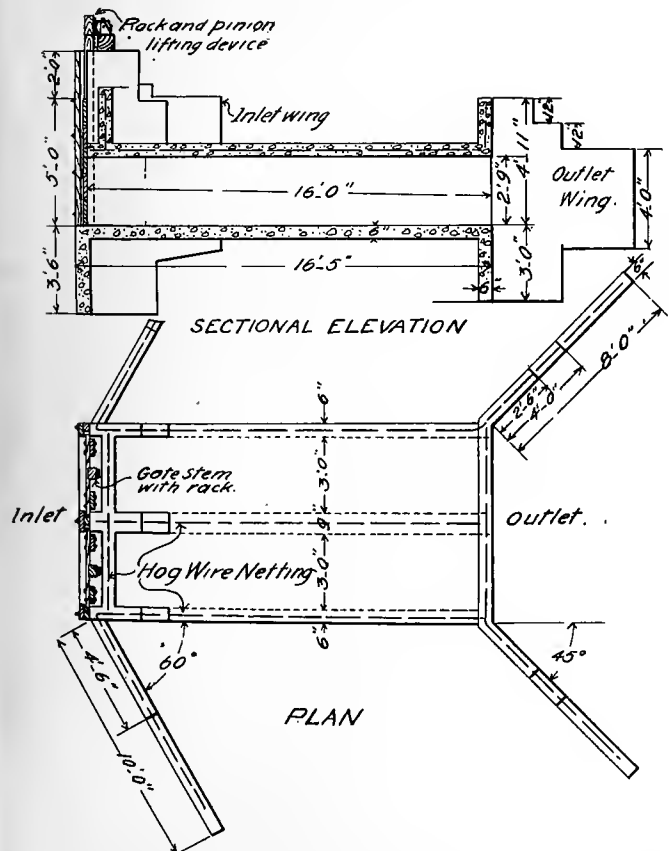 Rack and pinion
lifting device
2'0"
5'-0"
3'-6"
Inlet wing
16'0"
2'-9"
4'-11"
12"
12"
Outlet
Wing.
4'0"
3'-0"
6"
16'-5"
6"
SECTIONAL ELEVATION
6"
8'-0"
2'-6"
4'-0"
6"
3'.0"
Gate stem
with rack.
Inlet
9"
Outlet.
Hog Wire Netting
3'.0"
6"
60°
45°
4'-6"
10'0"
PLAN